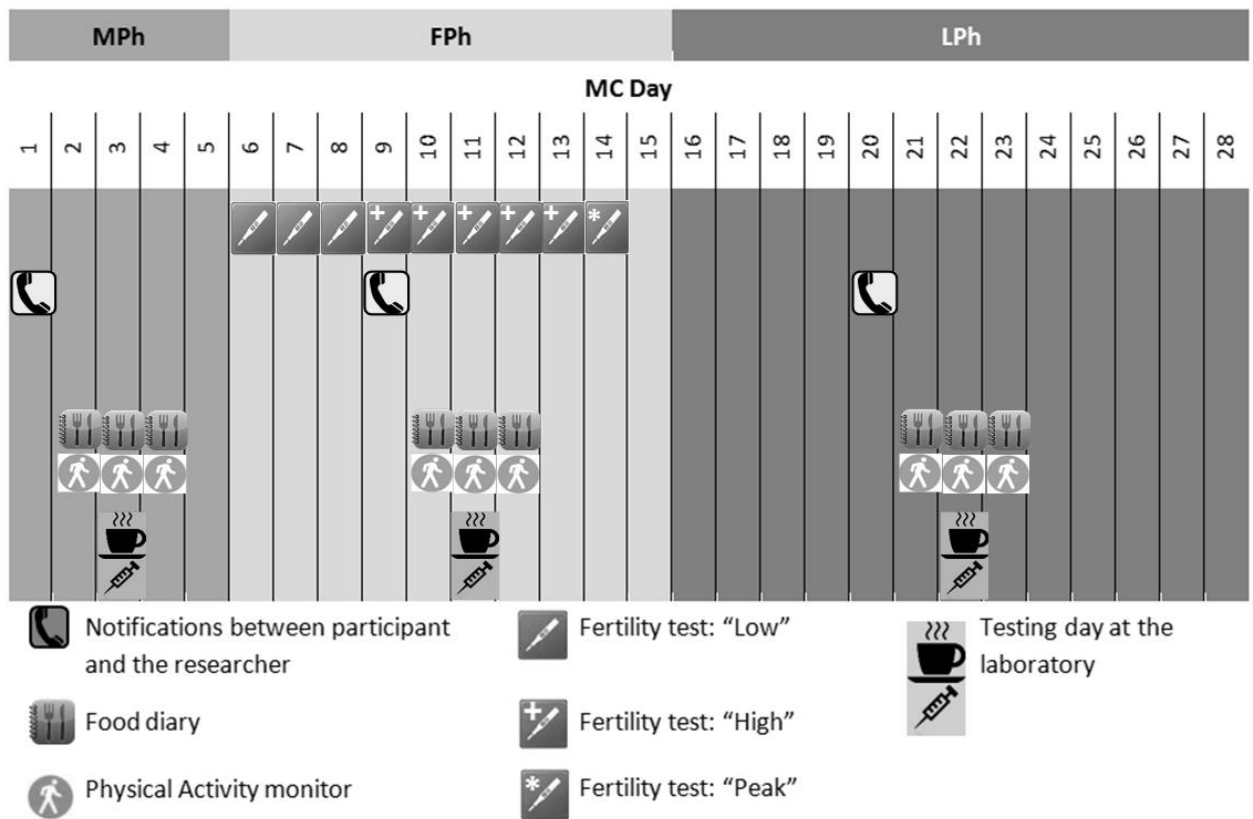 MPh FPh LPh
MC Day
1 2 3 4 5 6 7 8 9 10 11 12 13 14 15 16 17 18 19 20 21 22 23 24 25 26 27 28
Notifications between participant
and the researcher
Fertility test: “Low”
Testing day at the
laboratory
Food diary
Fertility test: “High”
Physical Activity monitor
Fertility test: “Peak”